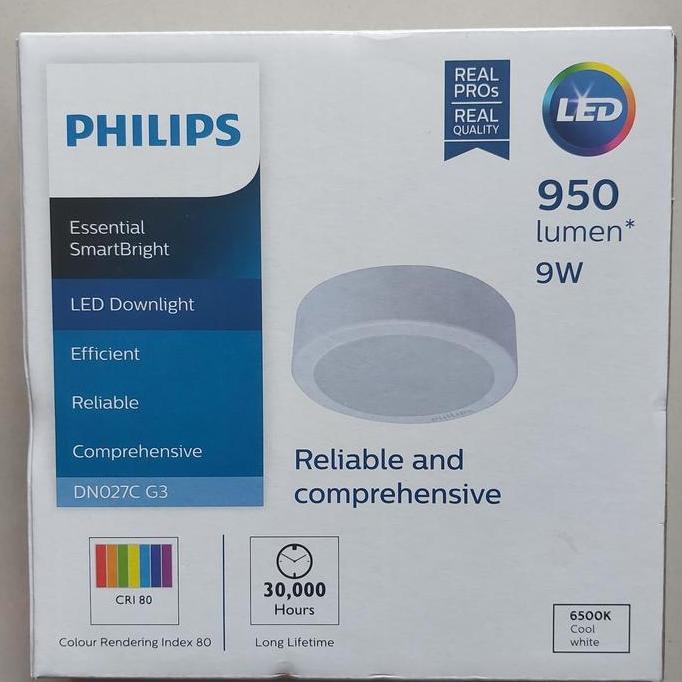 PHILIPS
Essential
SmartBright
LED Downlight
Efficient
Reliable
Comprehensive
DN027C G3
REAL
PROs
REAL
QUALITY
LED
950
lumen*
9W
PHILIPS
Reliable and
comprehensive
CRI 80
Colour Rendering Index 80
30,000
Hours
Long Lifetime
6500K
Cool
white